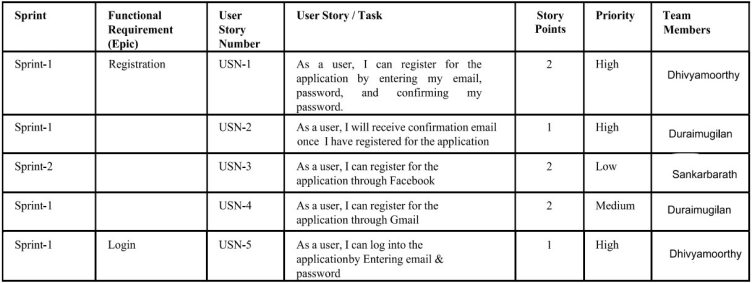 Sprint Functional Requirement (Epic) User Story Number User Story / Task Story Points Priority Team Members
Sprint-1 Registration USN-1 As a user, I can register for the
application by entering my email,
password, and confirming my
password. 2 High Dhivyamoorthy
Sprint-1 USN-2 As a user, I will receive confirmation email
once I have registered for the application 1 High Duraimugilan
Sprint-2 USN-3 As a user, I can register for the
application through Facebook 2 Low Sankarbarath
Sprint-1 USN-4 As a user, I can register for the
application through Gmail 2 Medium Duraimugilan
Sprint-1 Login USN-5 As a user, I can log into the
applicationby Entering email &
password 1 High Dhivyamoorthy